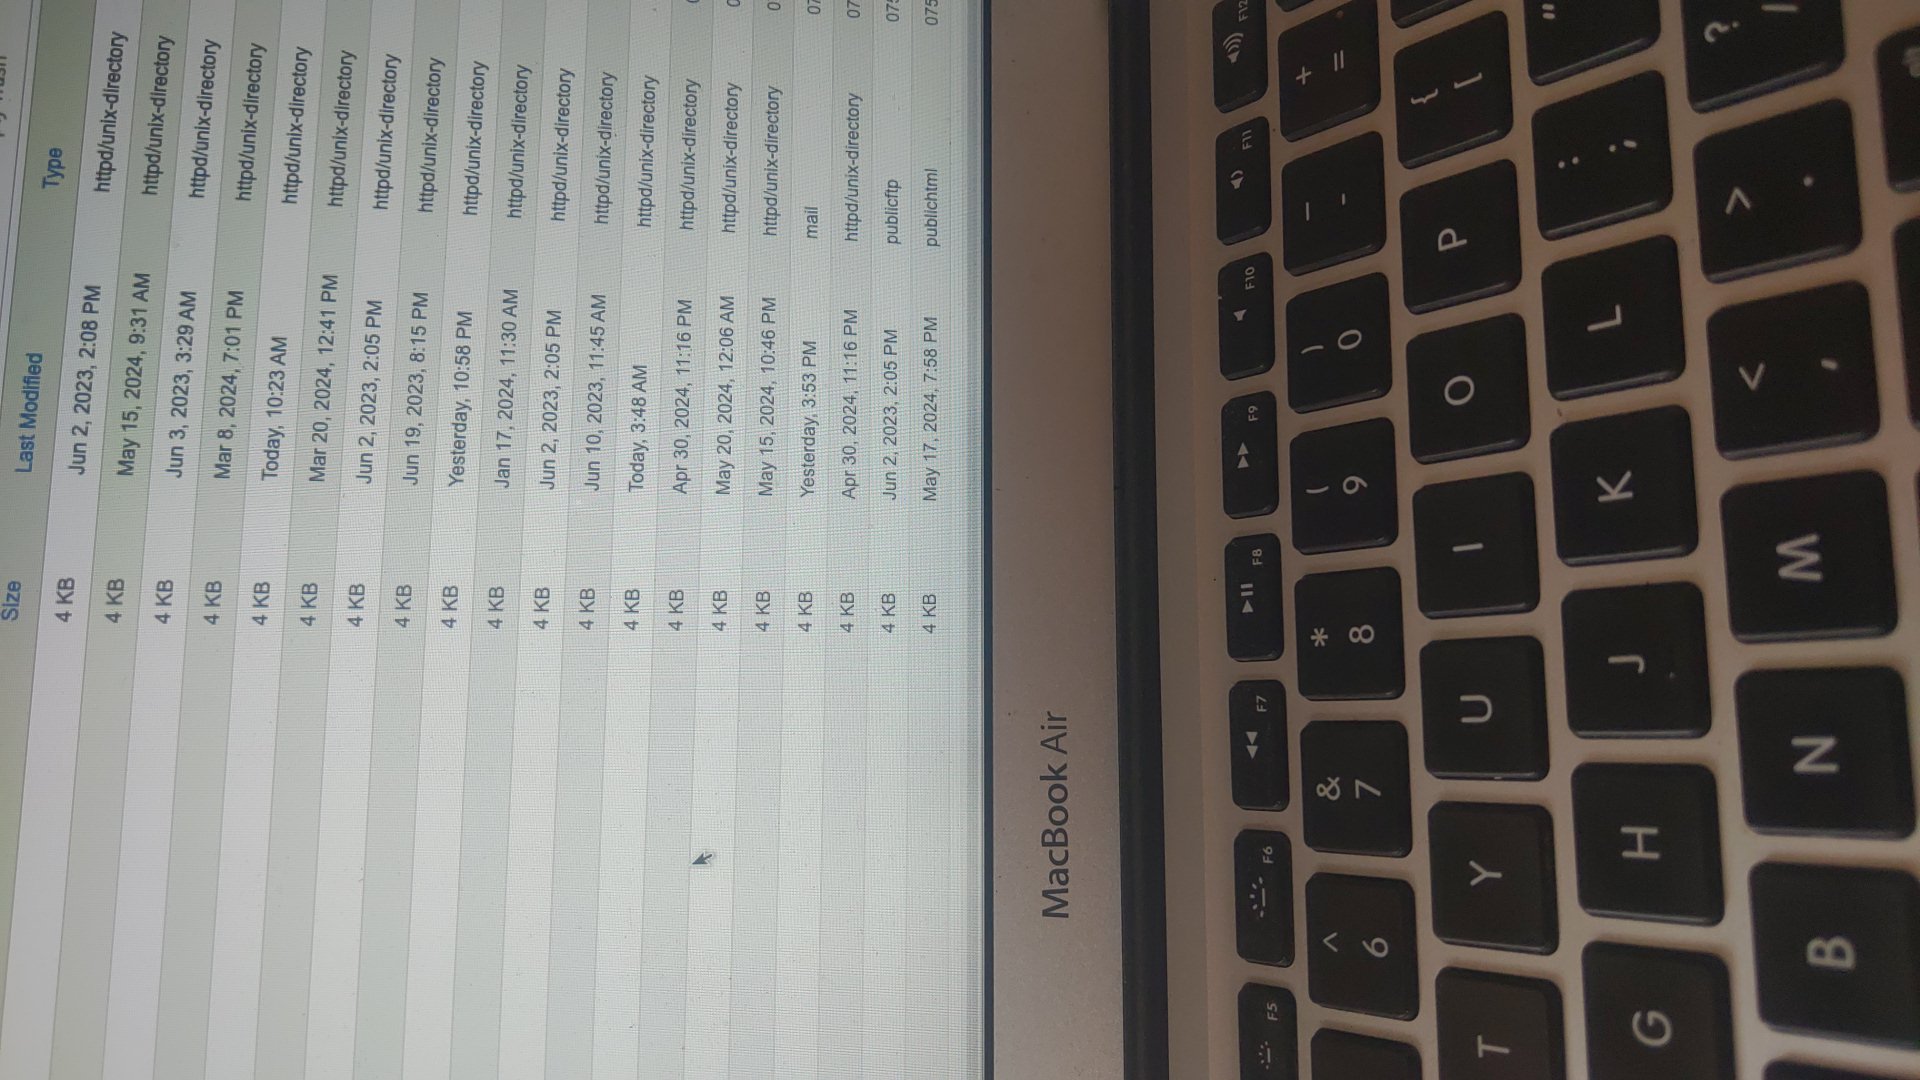 Size Last Modified Type
4 KB Jun 2, 2023, 2:08 PM httpd/unix-directory
4 KB May 15, 2024, 9:31 AM httpd/unix-directory
4 KB Jun 3, 2023, 3:29 AM httpd/unix-directory
4 KB Mar 8, 2024, 7:01 PM httpd/unix-directory
4 KB Today, 10:23 AM httpd/unix-directory
4 KB Mar 20, 2024, 12:41 PM httpd/unix-directory
4 KB Jun 2, 2023, 2:05 PM httpd/unix-directory
4 KB Jun 19, 2023, 8:15 PM httpd/unix-directory
4 KB Yesterday, 10:58 PM httpd/unix-directory
4 KB Jan 17, 2024, 11:30 AM httpd/unix-directory
4 KB Jun 2, 2023, 2:05 PM httpd/unix-directory
4 KB Jun 10, 2023, 11:45 AM httpd/unix-directory
4 KB Today, 3:48 AM httpd/unix-directory
4 KB Apr 30, 2024, 11:16 PM httpd/unix-directory
4 KB May 20, 2024, 12:06 AM httpd/unix-directory 0
4 KB May 15, 2024, 10:46 PM httpd/unix-directory 0
4 KB Yesterday, 3:53 PM mail 07
4 KB Apr 30, 2024, 11:16 PM httpd/unix-directory 07
4 KB Jun 2, 2023, 2:05 PM publicftp 075
4 KB May 17, 2024, 7:58 PM publichtml 075
MacBook Air
F5 F6 F7 F8 F9 F10 F11 F12
^ & * ( ) — +
6 7 8 9 0 - =
T Y U I O P { [
G H J K L : ; "
B N M < , > . ?